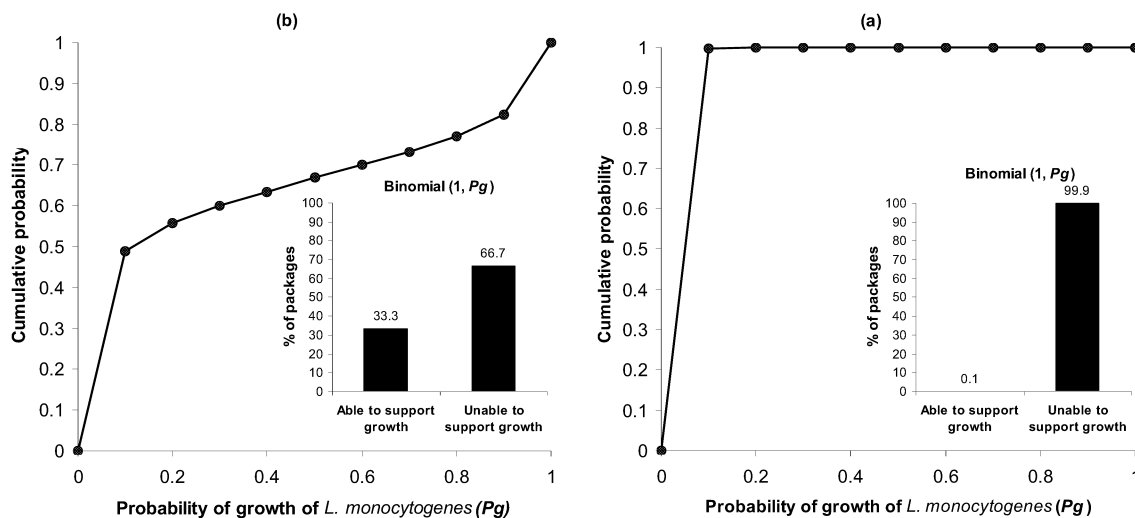 (b)
1
0.9
0.8
0.7
0.6
0.5
0.4
0.3
0.2
0.1
0
Cumulative probability
0 0.2 0.4 0.6 0.8 1
Probability of growth of L. monocytogenes (Pg)
Binomial (1, Pg)
100
90
80
70
60
50
40
30
20
10
0
% of packages
33.3
66.7
Able to support
growth
Unable to
support growth
(a)
1
0.9
0.8
0.7
0.6
0.5
0.4
0.3
0.2
0.1
0
Cumulative probability
0 0.2 0.4 0.6 0.8 1
Probability of growth of L. monocytogenes (Pg)
Binomial (1, Pg)
100
90
80
70
60
50
40
30
20
10
0
% of packages
0.1
99.9
Able to support
growth
Unable to
support growth